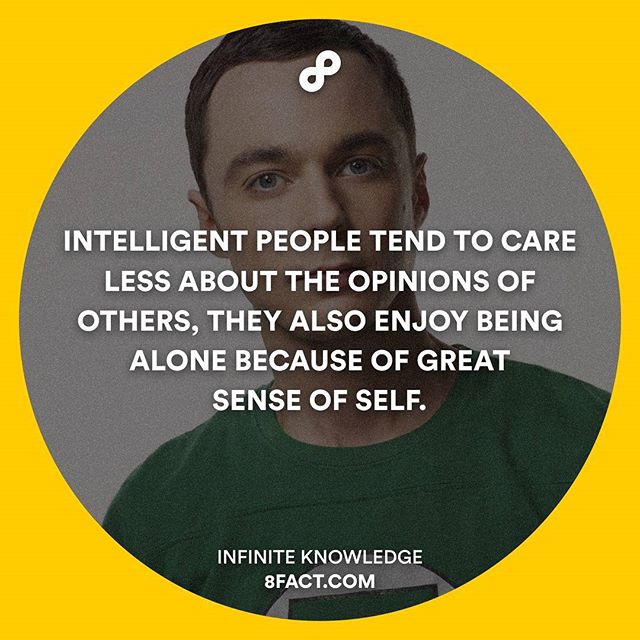 INTELLIGENT PEOPLE TEND TO CARE
LESS ABOUT THE OPINIONS OF
OTHERS, THEY ALSO ENJOY BEING
ALONE BECAUSE OF GREAT
SENSE OF SELF.
INFINITE KNOWLEDGE
8FACT.COM